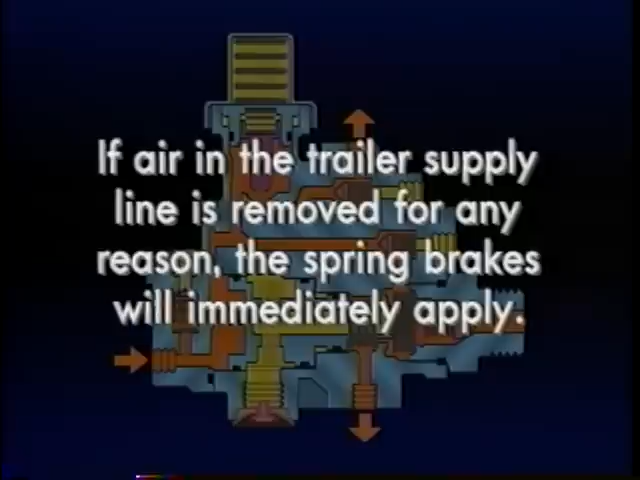 If air in the trailer supply
line is removed for any
reason, the spring brakes
will immediately apply.